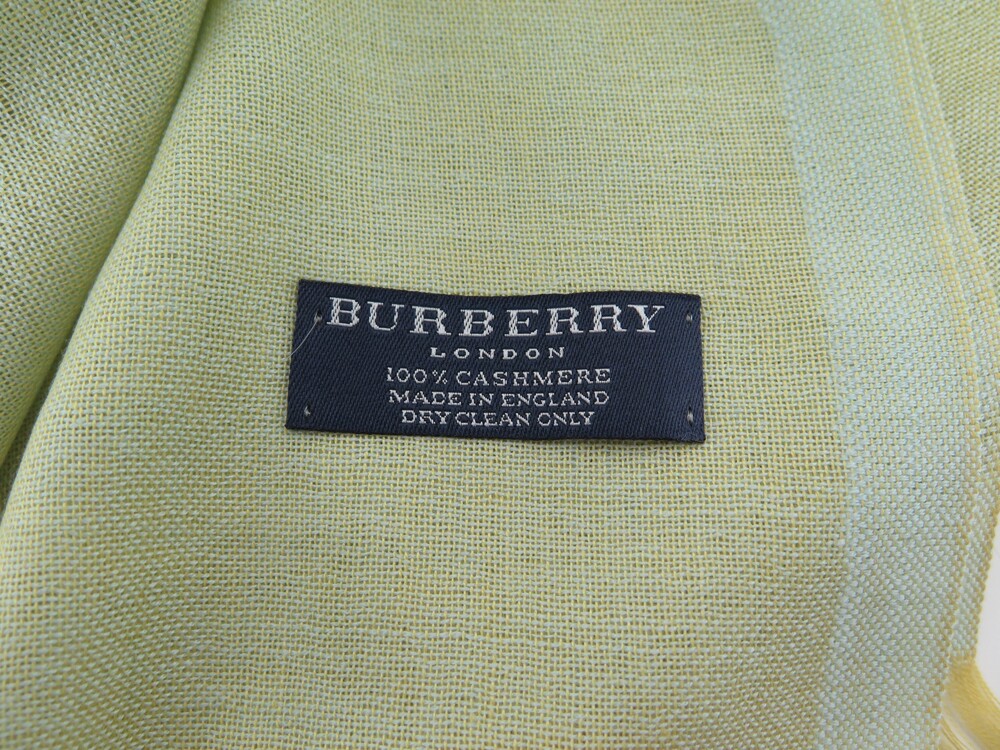 BURBERRY
LONDON
100% CASHMERE
MADE IN ENGLAND
DRY CLEAN ONLY